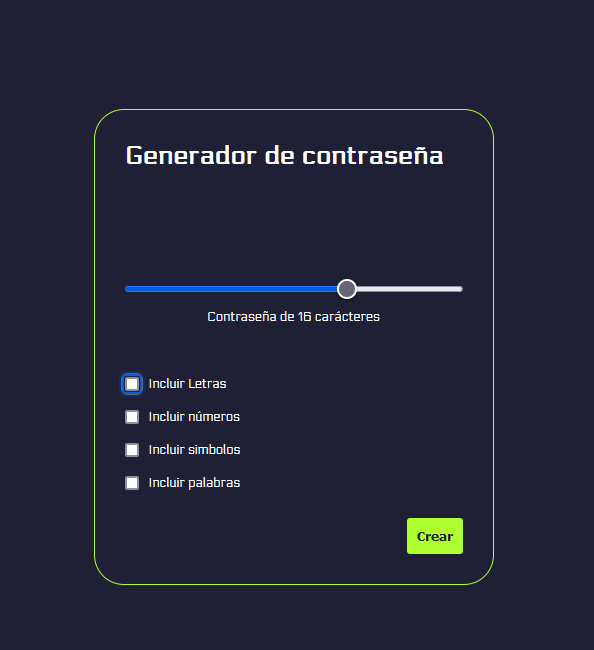 Generador de contraseña
Contraseña de 16 carácteres
Incluir Letras
Incluir números
Incluir simbolos
Incluir palabras
Crear